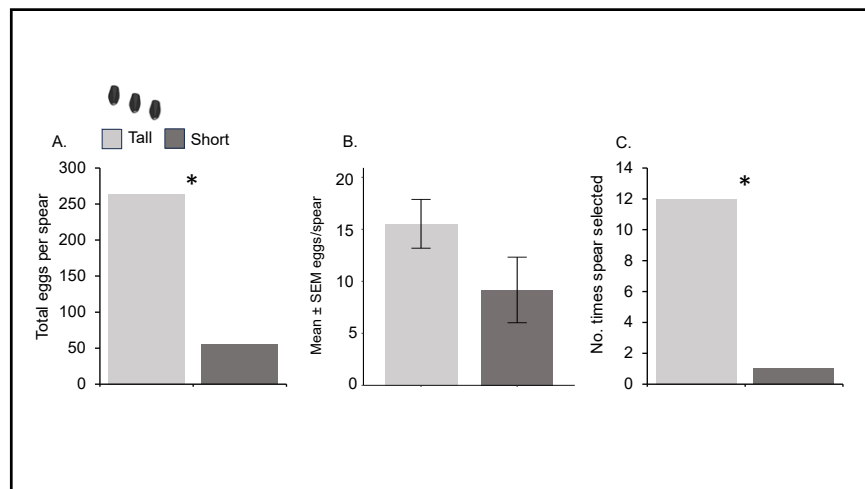 A.
Tall
Short
*
Total eggs per spear
300
250
200
150
100
50
0
B.
Mean ± SEM eggs/spear
20
15
10
5
0
C.
*
No. times spear selected
14
12
10
8
6
4
2
0